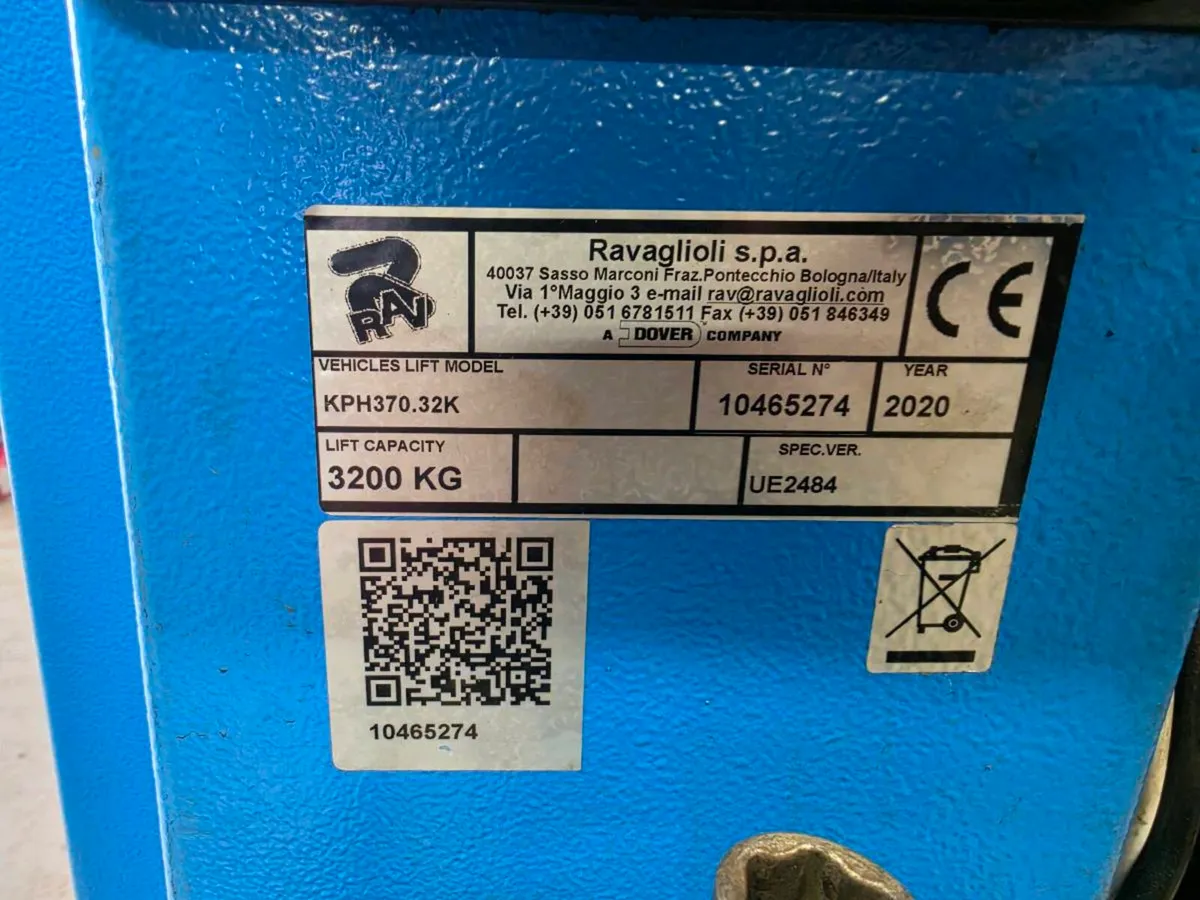 RAV
Ravaglioli s.p.a.
40037 Sasso Marconi Fraz.Pontecchio Bologna/Italy
Via 1°Maggio 3 e-mail rav@ravaglioli.com
Tel. (+39) 051 6781511 Fax (+39) 051 846349
A DOVER COMPANY
CE
VEHICLES LIFT MODEL
KPH370.32K
SERIAL N°
10465274
YEAR
2020
LIFT CAPACITY
3200 KG
SPEC.VER.
UE2484
10465274